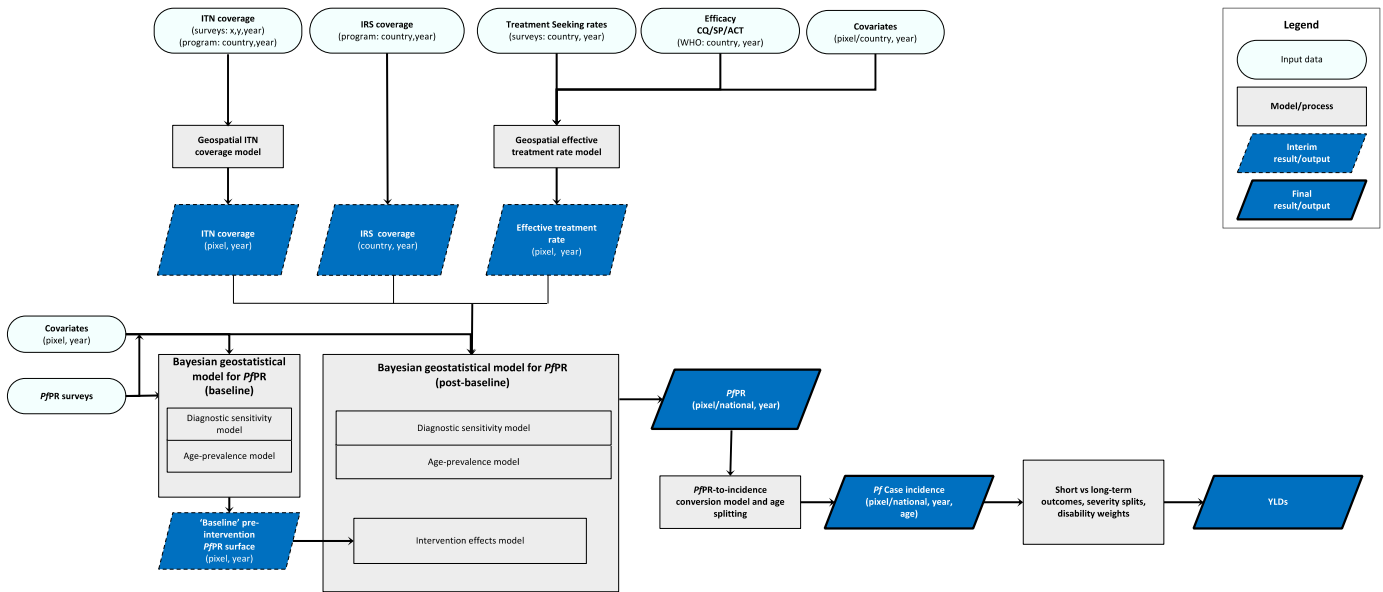 ITN coverage
(surveys: x,y,year)
(program: country,year)
IRS coverage
(program: country,year)
Treatment Seeking rates
(surveys: country, year)
Efficacy
CQ/SP/ACT
(WHO: country, year)
Covariates
(pixel/country, year)
Legend
Input data
Model/process
Interim
result/output
Final
result/output
Geospatial ITN
coverage model
Geospatial effective
treatment rate model
ITN coverage
(pixel, year)
IRS  coverage
(country, year)
Effective treatment
rate
(pixel,  year)
Covariates
(pixel, year)
PfPR surveys
Bayesian geostatistical
model for PfPR
(baseline)
Diagnostic sensitivity
model
Age-prevalence model
Bayesian geostatistical model for PfPR
(post-baseline)
Diagnostic sensitivity model
Age-prevalence model
Intervention effects model
‘Baseline’ pre-
intervention
PfPR surface
(pixel, year)
PfPR
(pixel/national, year)
PfPR-to-incidence
conversion model and age
splitting
Pf Case incidence
(pixel/national, year,
age)
Short vs long-term
outcomes, severity splits,
disability weights
YLDs